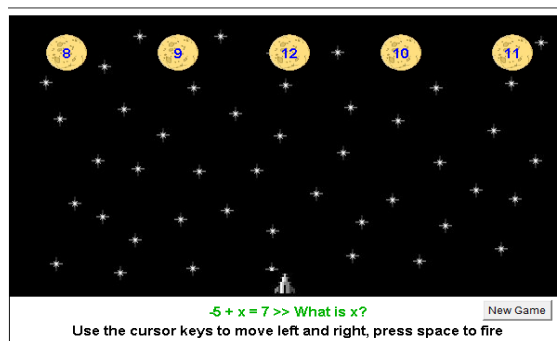 8 9 12 10 11
-5 + x = 7 >> What is x?
New Game
Use the cursor keys to move left and right, press space to fire